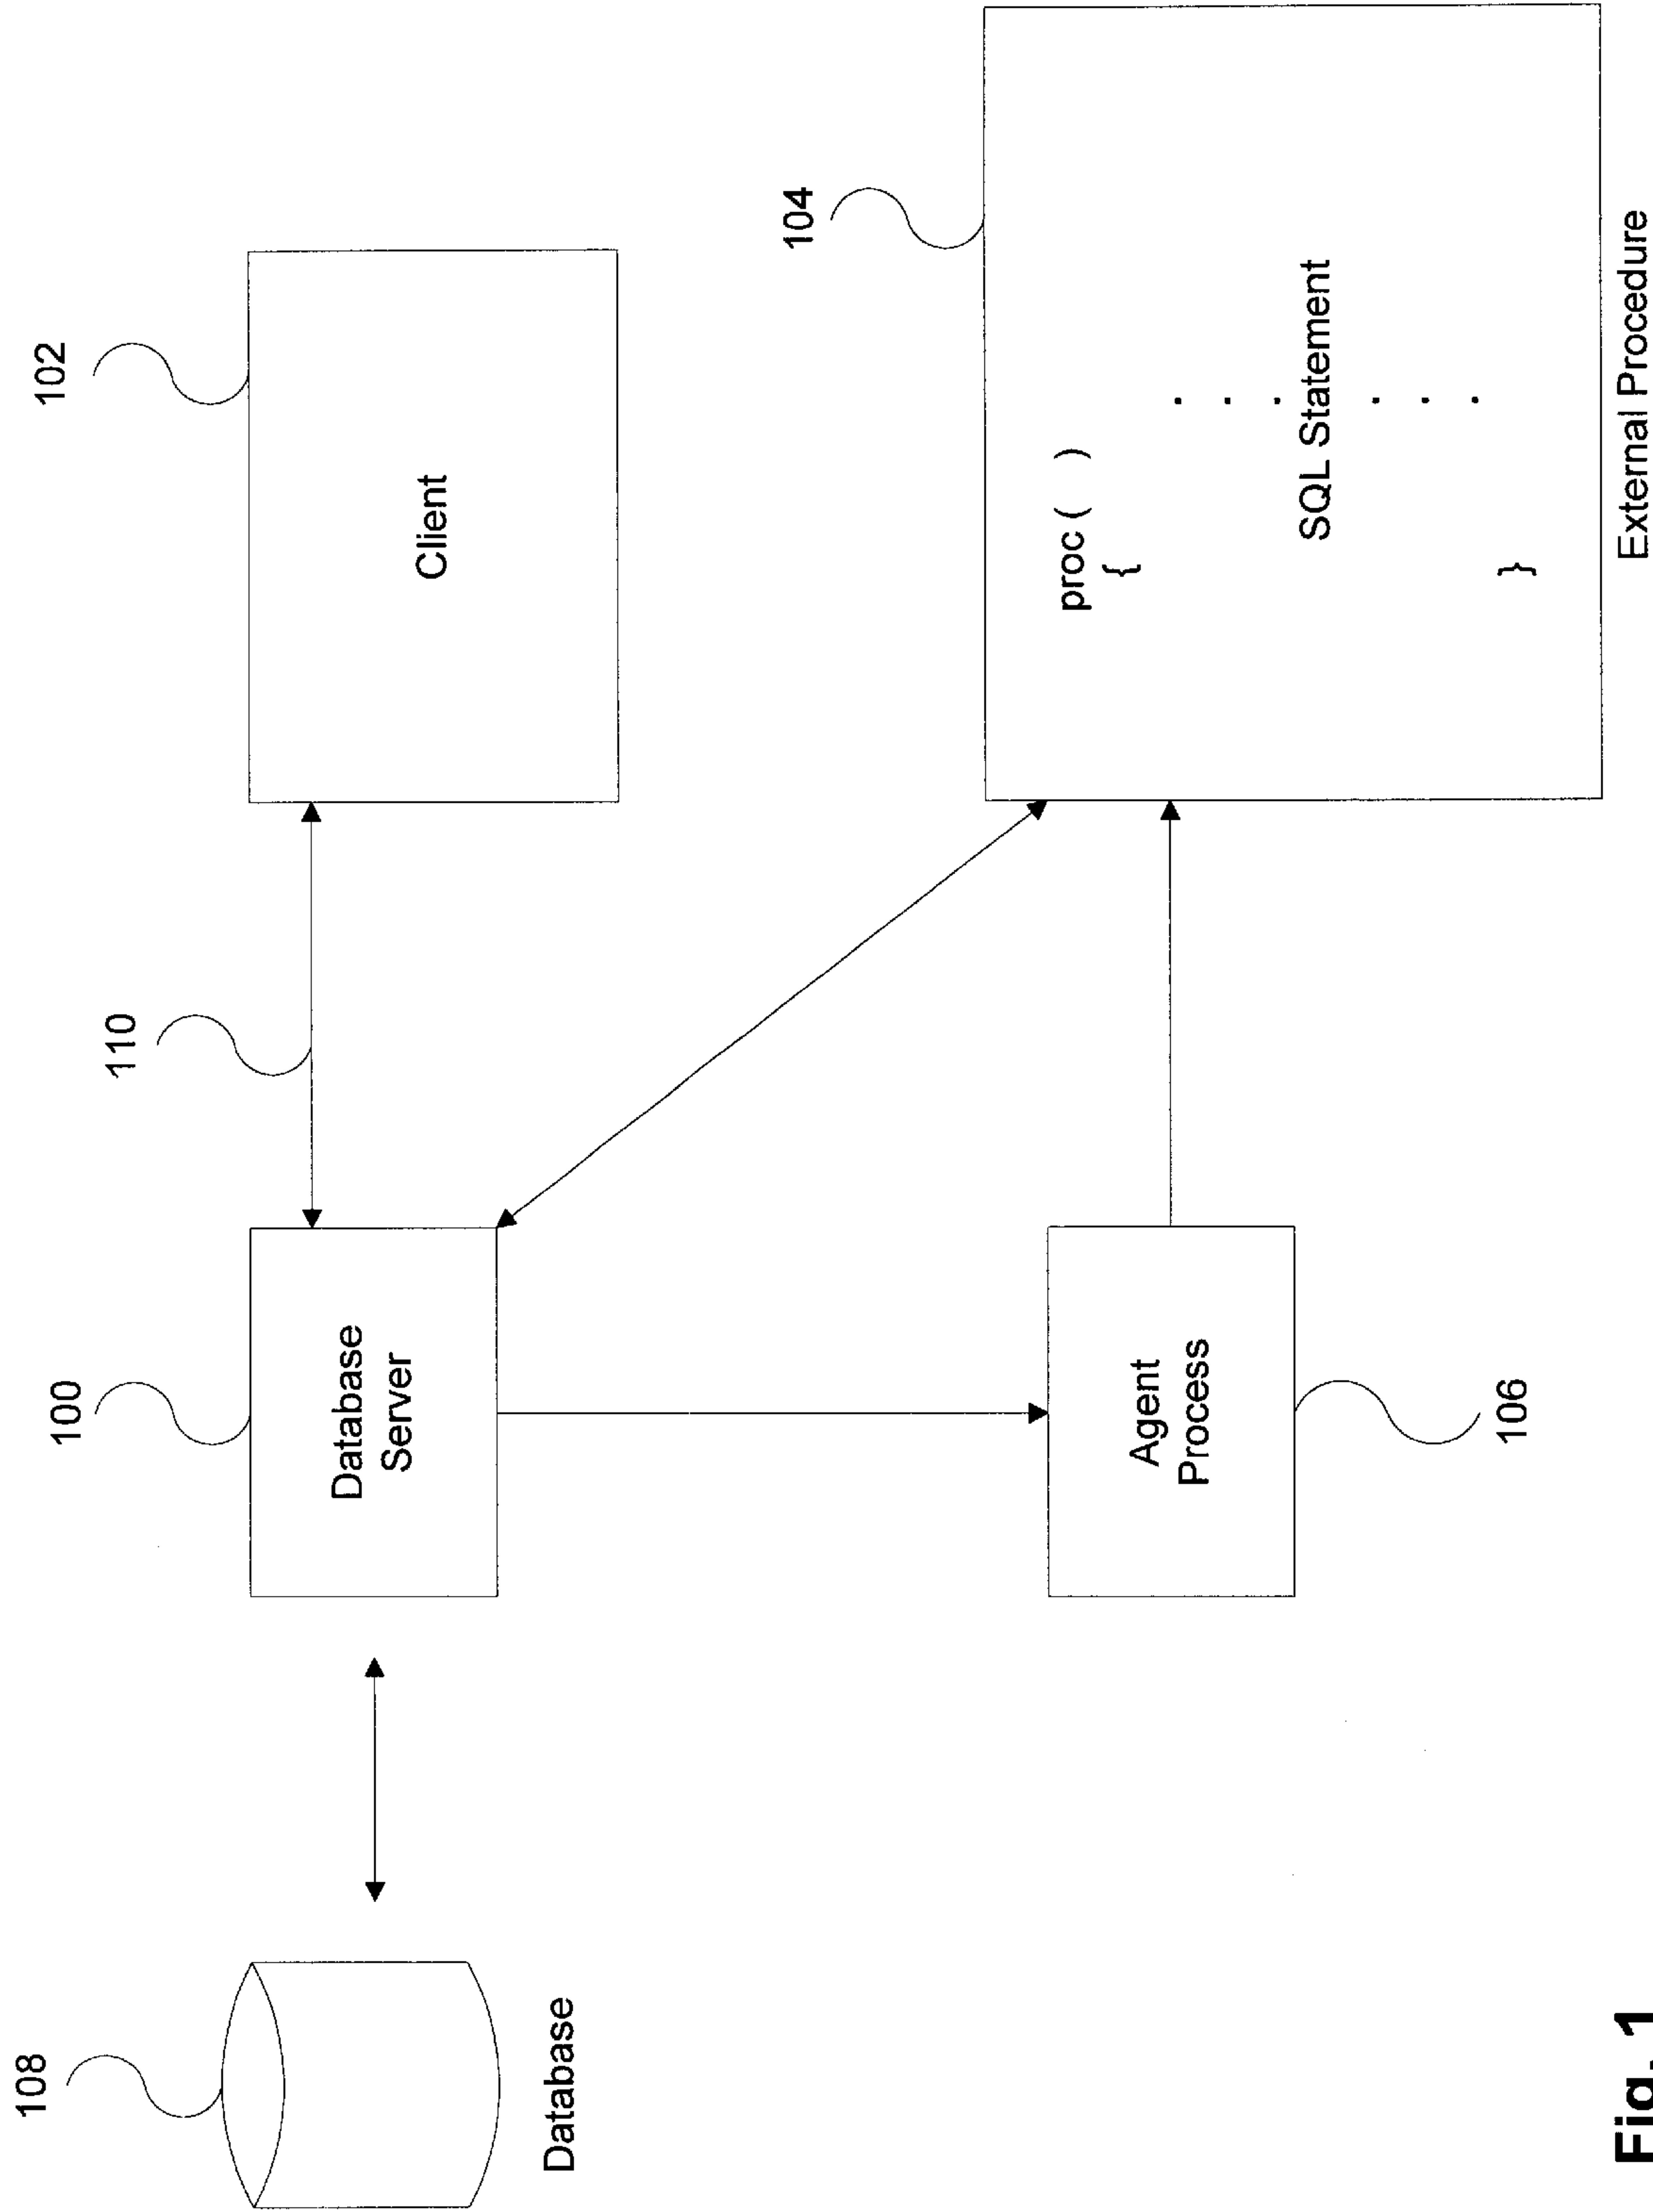 108
100
110
102
Database
Server
Client
Database
104
Agent
Process
proc ( )
{
. . .
SQL Statement
. . .
}
106
External Procedure
Fig. 1